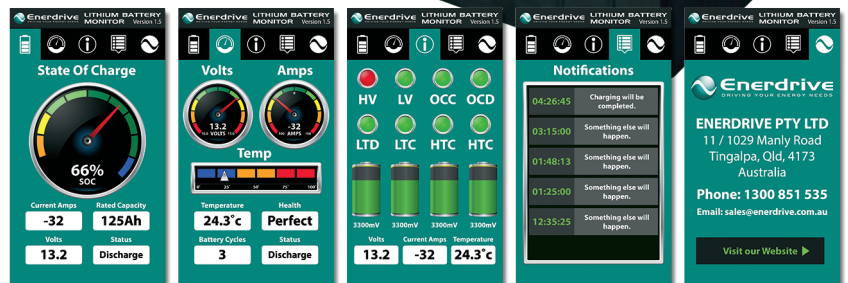 Enerdrive LITHIUM BATTERY
MONITOR Version 1.5
State Of Charge
66%
SOC
Current Amps Rated Capacity
-32 125Ah
Volts Status
13.2 Discharge
Enerdrive LITHIUM BATTERY
MONITOR Version 1.5
Volts Amps
13.2
VOLTS
-32
AMPS
Temp
0° 25° 50° 75° 100°
Temperature Health
24.3°c Perfect
Battery Cycles Status
3 Discharge
Enerdrive LITHIUM BATTERY
MONITOR Version 1.5
HV LV OCC OCD
LTD LTC HTC HTC
3300mV 3300mV 3300mV 3300mV
Volts Current Amps Temperature
13.2 -32 24.3°c
Enerdrive LITHIUM BATTERY
MONITOR Version 1.5
Notifications
04:26:45 Charging will be
completed.
03:15:00 Something else will
happen.
01:48:13 Something else will
happen.
01:25:00 Something else will
happen.
12:35:25 Something else will
happen.
Enerdrive LITHIUM BATTERY
MONITOR Version 1.5
Enerdrive
DRIVING YOUR ENERGY NEEDS
ENERDRIVE PTY LTD
11 / 1029 Manly Road
Tingalpa, Qld, 4173
Australia
Phone: 1300 851 535
Email: sales@enerdrive.com.au
Visit our Website